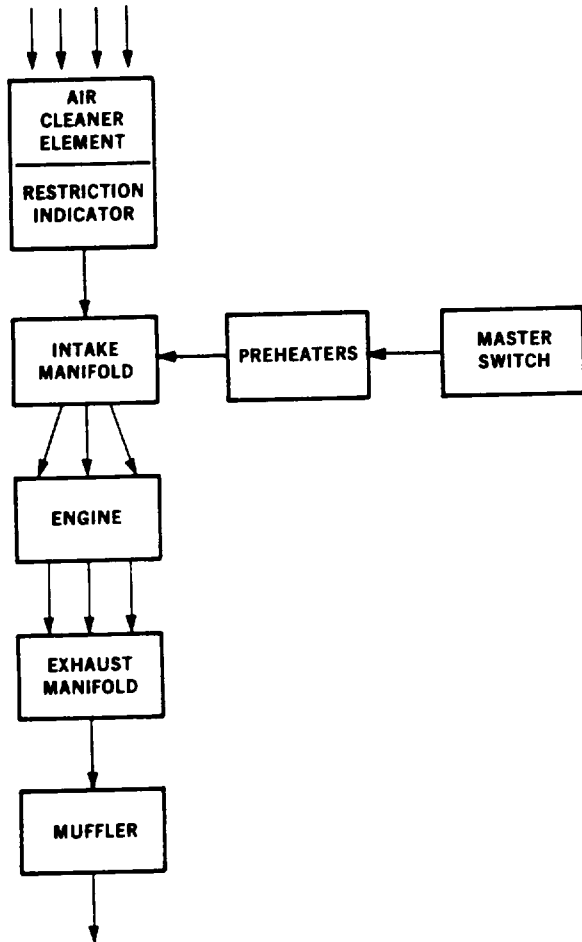 AIR
CLEANER
ELEMENT
RESTRICTION
INDICATOR
INTAKE
MANIFOLD
PREHEATERS
MASTER
SWITCH
ENGINE
EXHAUST
MANIFOLD
MUFFLER